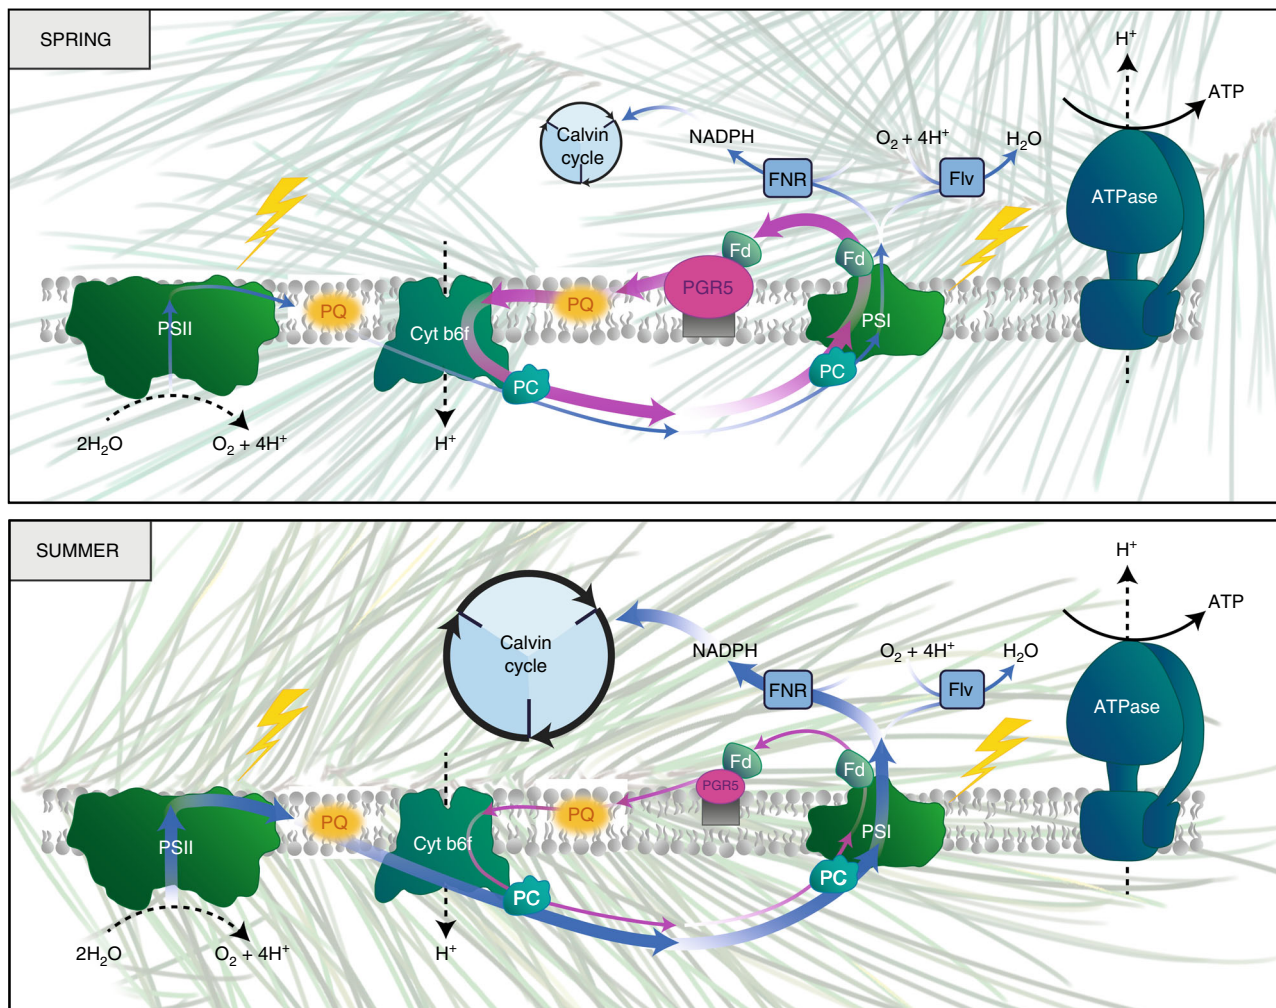 SPRING
H⁺
ATP
Calvin
cycle
NADPH
O₂ + 4H⁺
H₂O
FNR
Flv
ATPase
Fd
Fd
PGR5
PQ
PQ
PSII
Cyt b6f
PSI
PC
PC
2H₂O
O₂ + 4H⁺
H⁺
SUMMER
H⁺
ATP
Calvin
cycle
NADPH
O₂ + 4H⁺
H₂O
FNR
Flv
ATPase
Fd
Fd
PGR5
PQ
PQ
PSII
Cyt b6f
PSI
PC
PC
2H₂O
O₂ + 4H⁺
H⁺